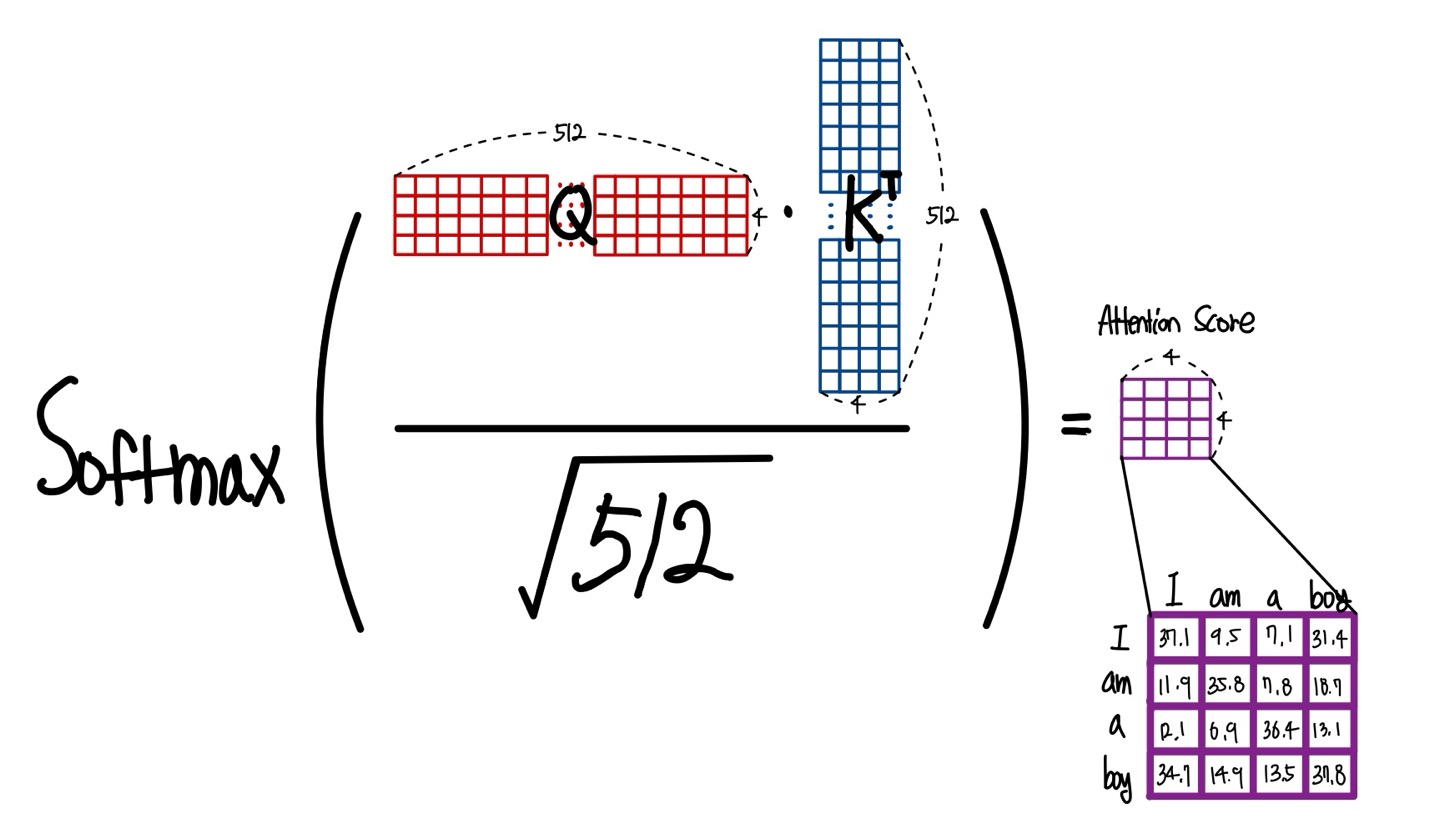 Softmax
512
Q
4
·
K^T
512
4
√512
=
Attention Score
4
4
I am a boy
I 37.1 9.5 7.1 31.4
am 11.9 35.8 7.8 18.7
a 12.1 6.9 36.4 13.1
boy 34.7 14.9 13.5 37.8